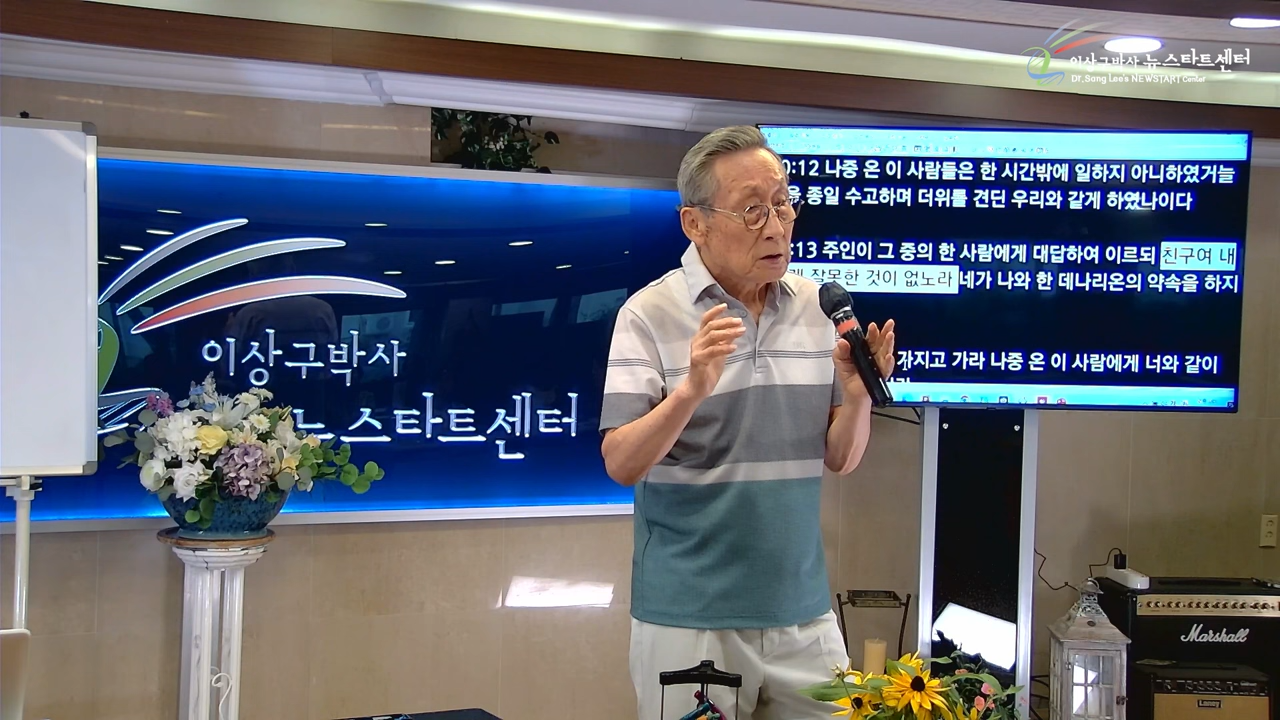 이상구박사 뉴스타트센터
Dr. Sang Lee's NEWSTART Center
0:12 나중 온 이 사람들은 한 시간밖에 일하지 아니하였거늘
종일 수고하며 더위를 견딘 우리와 같게 하였나이다
:13 주인이 그 중의 한 사람에게 대답하여 이르되 친구여 내
잘못한 것이 없노라 네가 나와 한 데나리온의 약속을 하지
가지고 가라 나중 온 이 사람에게 너와 같이
이상구박사
뉴스타트센터
Marshall
Laney